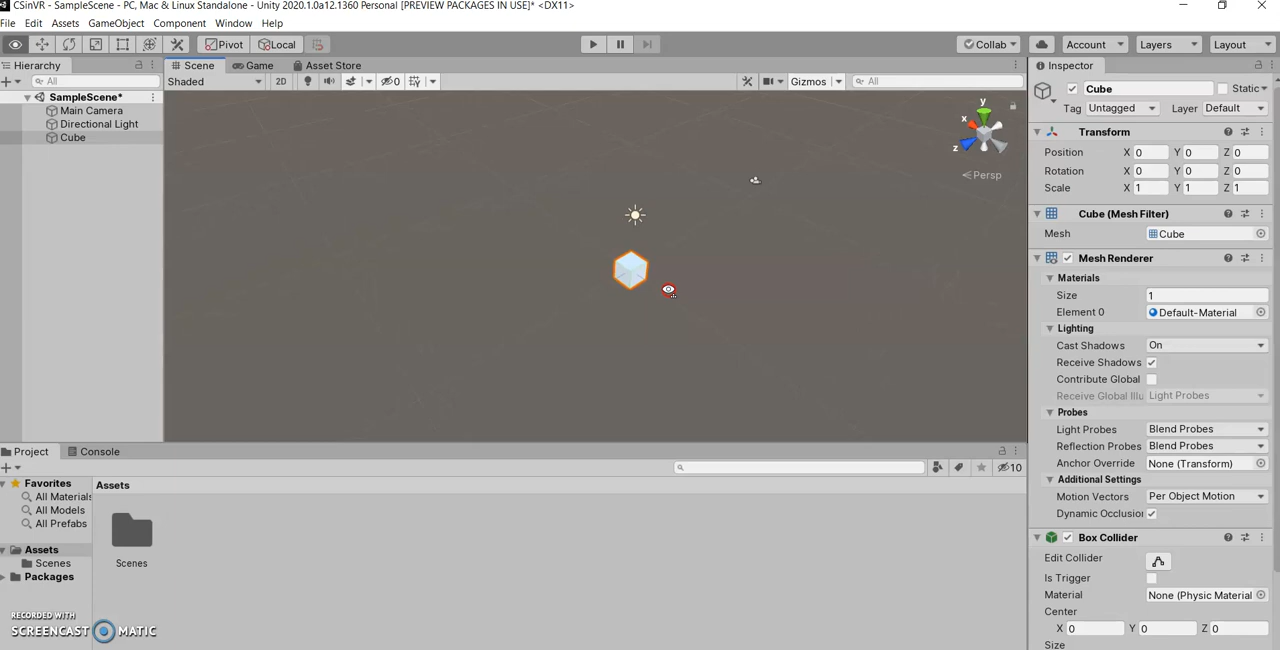 CSinVR - SampleScene - PC, Mac & Linux Standalone - Unity 2020.1.0a12.1360 Personal [PREVIEW PACKAGES IN USE]* <DX11>
File Edit Assets GameObject Component Window Help
Pivot Local Collab Account Layers Layout
Hierarchy Scene Game Asset Store Inspector
All Shaded 2D 0 Gizmos All
Cube Static
SampleScene*
Main Camera
Directional Light
Cube
Tag Untagged Layer Default
y
x
z
Persp
Transform
Position X 0 Y 0 Z 0
Rotation X 0 Y 0 Z 0
Scale X 1 Y 1 Z 1
Cube (Mesh Filter)
Mesh Cube
Mesh Renderer
Materials
Size 1
Element 0 Default-Material
Lighting
Cast Shadows On
Receive Shadows
Contribute Global
Receive Global Illu Light Probes
Probes
Light Probes Blend Probes
Reflection Probes Blend Probes
Anchor Override None (Transform)
Additional Settings
Motion Vectors Per Object Motion
Dynamic Occlusion
Box Collider
Edit Collider
Is Trigger
Material None (Physic Material
Center
X 0 Y 0 Z 0
Size
Project Console
10
Favorites
All Materials
All Models
All Prefabs
Assets
Scenes
Packages
Assets
Scenes
RECORDED WITH
SCREENCAST MATIC